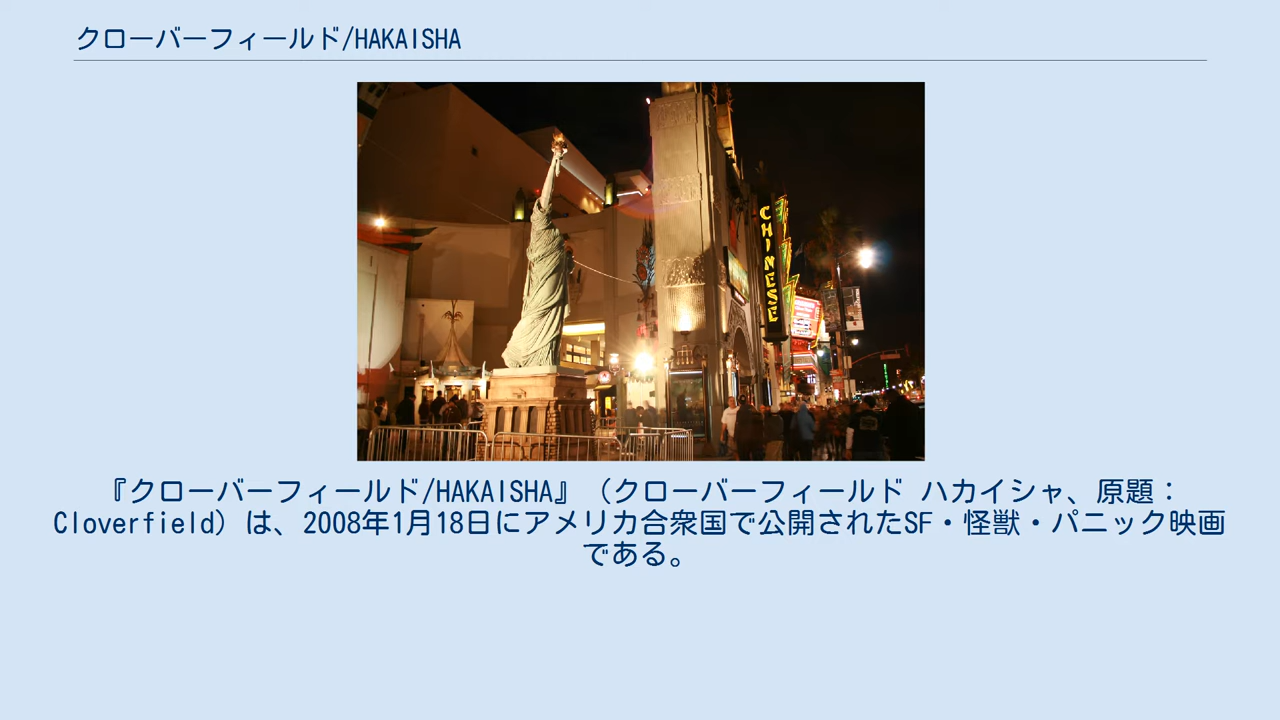 クローバーフィールド/HAKAISHA
CHINESE
『クローバーフィールド/HAKAISHA』（クローバーフィールド ハカイシャ、原題：
Cloverfield）は、2008年1月18日にアメリカ合衆国で公開されたSF・怪獣・パニック映画
である。